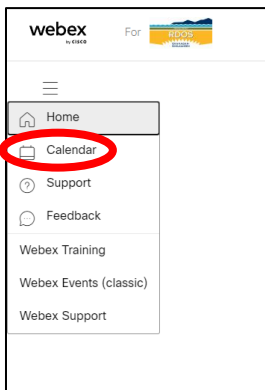 webex For RDOS
by CISCO
Home
Calendar
Support
Feedback
Webex Training
Webex Events (classic)
Webex Support